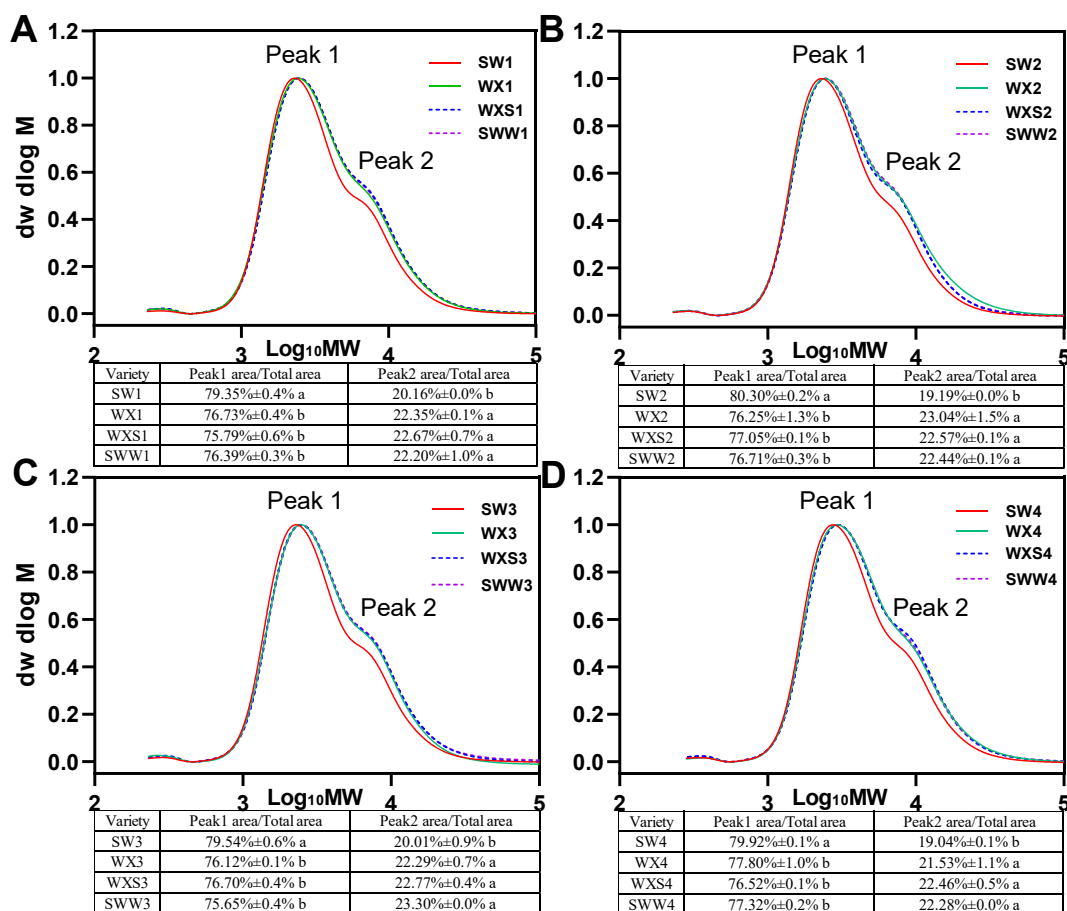 A
1.2
1.0
0.8
0.6
0.4
0.2
0.0
dw dlog M
Peak 1
Peak 2
SW1
WX1
WXS1
SWW1
2 3 4 5
Log₁₀MW
Variety Peak1 area/Total area Peak2 area/Total area
SW1 79.35%±0.4% a 20.16%±0.0% b
WX1 76.73%±0.4% b 22.35%±0.1% a
WXS1 75.79%±0.6% b 22.67%±0.7% a
SWW1 76.39%±0.3% b 22.20%±1.0% a
B
1.2
1.0
0.8
0.6
0.4
0.2
0.0
Peak 1
Peak 2
SW2
WX2
WXS2
SWW2
2 3 4 5
Log₁₀MW
Variety Peak1 area/Total area Peak2 area/Total area
SW2 80.30%±0.2% a 19.19%±0.0% b
WX2 76.25%±1.3% b 23.04%±1.5% a
WXS2 77.05%±0.1% b 22.57%±0.1% a
SWW2 76.71%±0.3% b 22.44%±0.1% a
C
1.2
1.0
0.8
0.6
0.4
0.2
0.0
dw dlog M
Peak 1
Peak 2
SW3
WX3
WXS3
SWW3
2 3 4 5
Log₁₀MW
Variety Peak1 area/Total area Peak2 area/Total area
SW3 79.54%±0.6% a 20.01%±0.9% b
WX3 76.12%±0.1% b 22.29%±0.7% a
WXS3 76.70%±0.4% b 22.77%±0.4% a
SWW3 75.65%±0.4% b 23.30%±0.0% a
D
1.2
1.0
0.8
0.6
0.4
0.2
0.0
Peak 1
Peak 2
SW4
WX4
WXS4
SWW4
2 3 4 5
Log₁₀MW
Variety Peak1 area/Total area Peak2 area/Total area
SW4 79.92%±0.1% a 19.04%±0.1% b
WX4 77.80%±1.0% b 21.53%±1.1% a
WXS4 76.52%±0.1% b 22.46%±0.5% a
SWW4 77.32%±0.2% b 22.28%±0.0% a